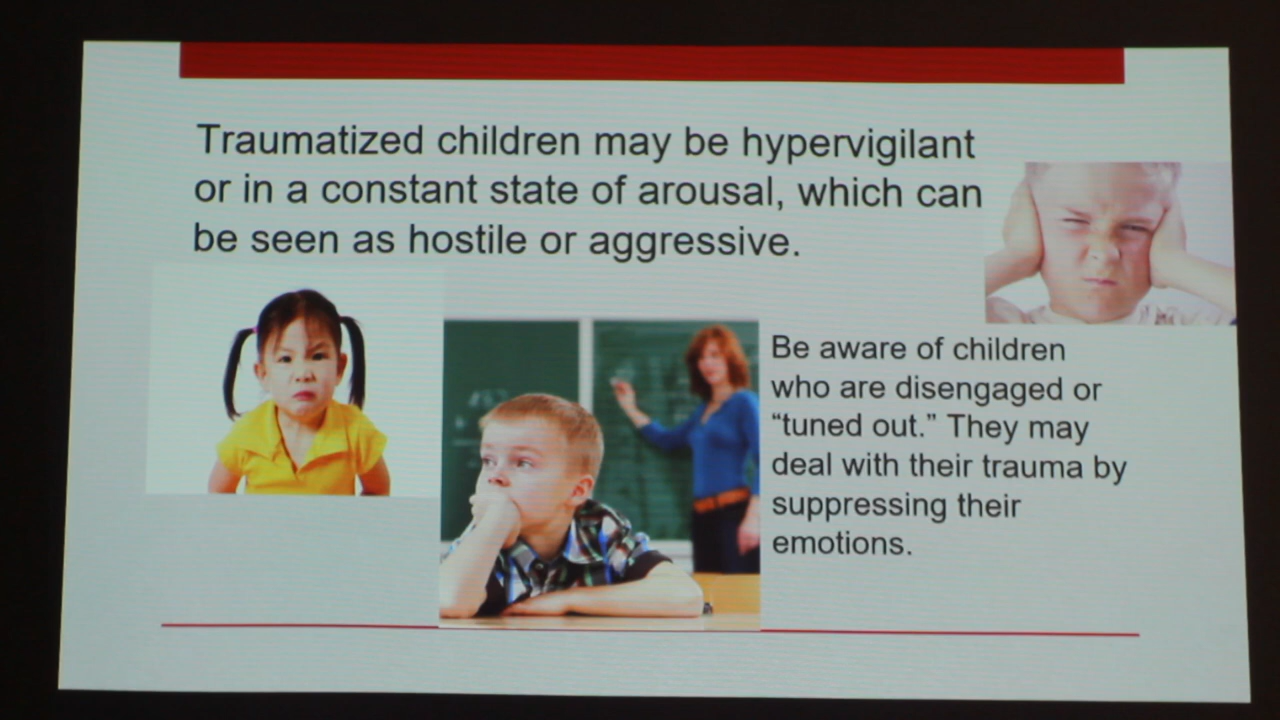 Traumatized children may be hypervigilant
or in a constant state of arousal, which can
be seen as hostile or aggressive.
Be aware of children
who are disengaged or
“tuned out.” They may
deal with their trauma by
suppressing their
emotions.